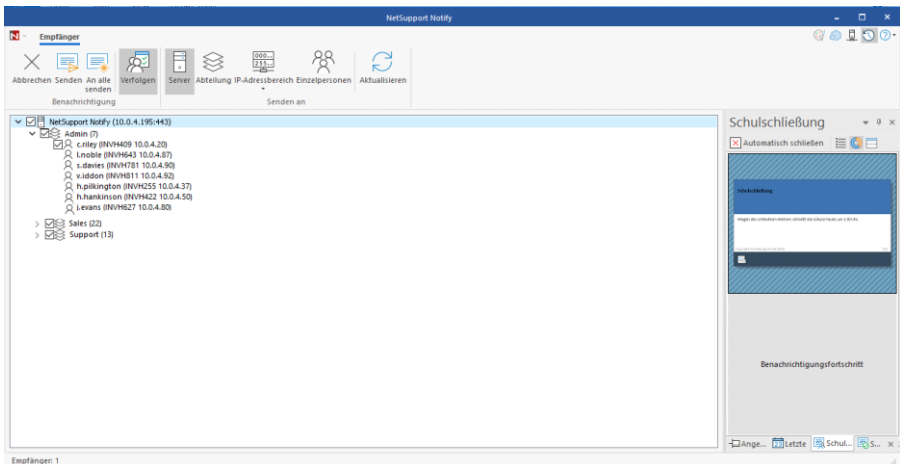 NetSupport Notify
Empfänger
Abbrechen Senden An alle senden Verfolgen Server Abteilung IP-Adressbereich Einzelpersonen Aktualisieren
Benachrichtigung Senden an
NetSupport Notify (10.0.4.195:443)
Admin (7)
c.riley (INVH409 10.0.4.20)
l.noble (INVH643 10.0.4.87)
s.davies (INVH781 10.0.4.90)
v.iddon (INVH811 10.0.4.92)
h.pilkington (INVH255 10.0.4.37)
h.hankinson (INVH422 10.0.4.50)
j.evans (INVH627 10.0.4.80)
Sales (22)
Support (13)
Schulschließung
Automatisch schließen
Schulschließung
Benachrichtigungsfortschritt
Ange... Letzte Schul... S...
Empfänger: 1